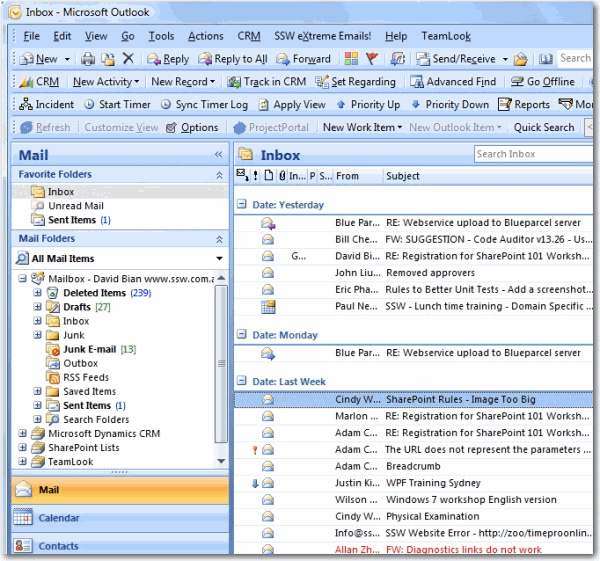 Inbox - Microsoft Outlook
File Edit View Go Tools Actions CRM SSW eXtreme Emails! Help TeamLook
New Reply Reply to All Forward Send/Receive Search
CRM New Activity New Record Track in CRM Set Regarding Advanced Find Go Offline
Incident Start Timer Sync Timer Log Apply View Priority Up Priority Down Reports Mor
Refresh Customize View Options ProjectPortal New Work Item New Outlook Item Quick Search <
Mail «
Favorite Folders
Inbox
Unread Mail
Sent Items (1)
Mail Folders
All Mail Items
Mailbox - David Bian www.ssw.com.a
Deleted Items (239)
Drafts [27]
Inbox
Junk
Junk E-mail [13]
Outbox
RSS Feeds
Saved Items
Sent Items (1)
Search Folders
Microsoft Dynamics CRM
SharePoint Lists
TeamLook
Mail
Calendar
Contacts
Inbox Search Inbox
! In... P S... From Subject
Date: Yesterday
Blue Par... RE: Webservice upload to Blueparcel server
Bill Che... FW: SUGGESTION - Code Auditor v13.26 - Us...
G... David Bi... RE: Registration for SharePoint 101 Worksh...
John Liu... Removed approvers
Eric Pha... Rules to Better Unit Tests - Add a screenshot...
Paul Ne... SSW - Lunch time training - Domain Specific ...
Date: Monday
Blue Par... RE: Webservice upload to Blueparcel server
Date: Last Week
Cindy W... SharePoint Rules - Image Too Big
Marlon ... RE: Registration for SharePoint 101 Worksh...
Adam C... RE: Registration for SharePoint 101 Worksh...
Adam C... The URL does not represent the parameters ...
Adam C... Breadcrumb
Justin Ki... WPF Training Sydney
Wilson ... Windows 7 workshop English version
Cindy W... Physical Examination
Info@ss... SSW Website Error - http://zoo/timeproonlin...
Allan Zh... FW: Diagnostics links do not work